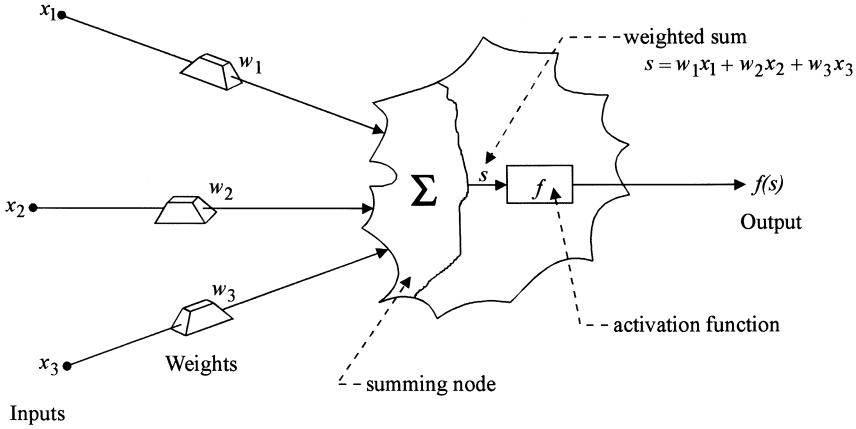 x1
w1
weighted sum
s = w1x1 + w2x2 + w3x3
x2
w2
Σ
s
f
f(s)
Output
w3
activation function
x3
Weights
summing node
Inputs